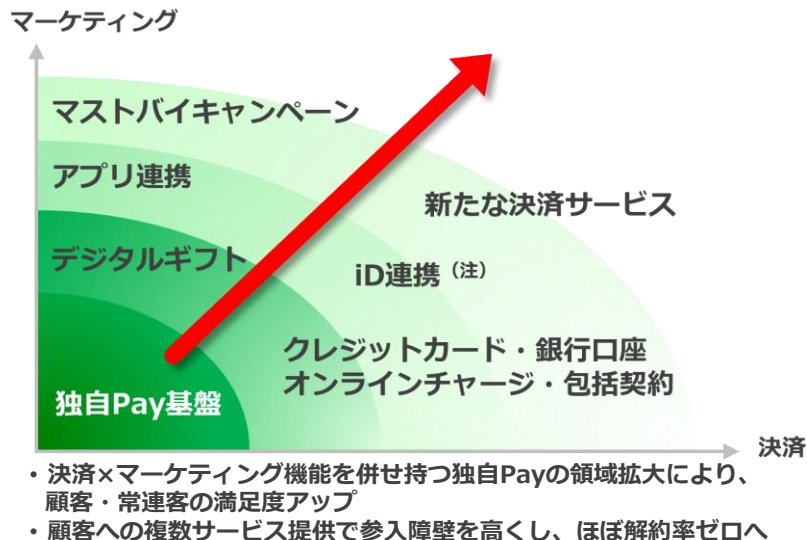 マーケティング
マストバイキャンペーン
アプリ連携
新たな決済サービス
デジタルギフト
iD連携（注）
クレジットカード・銀行口座
オンラインチャージ・包括契約
独自Pay基盤
決済
・決済×マーケティング機能を併せ持つ独自Payの領域拡大により、
顧客・常連客の満足度アップ
・顧客への複数サービス提供で参入障壁を高くし、ほぼ解約率ゼロへ